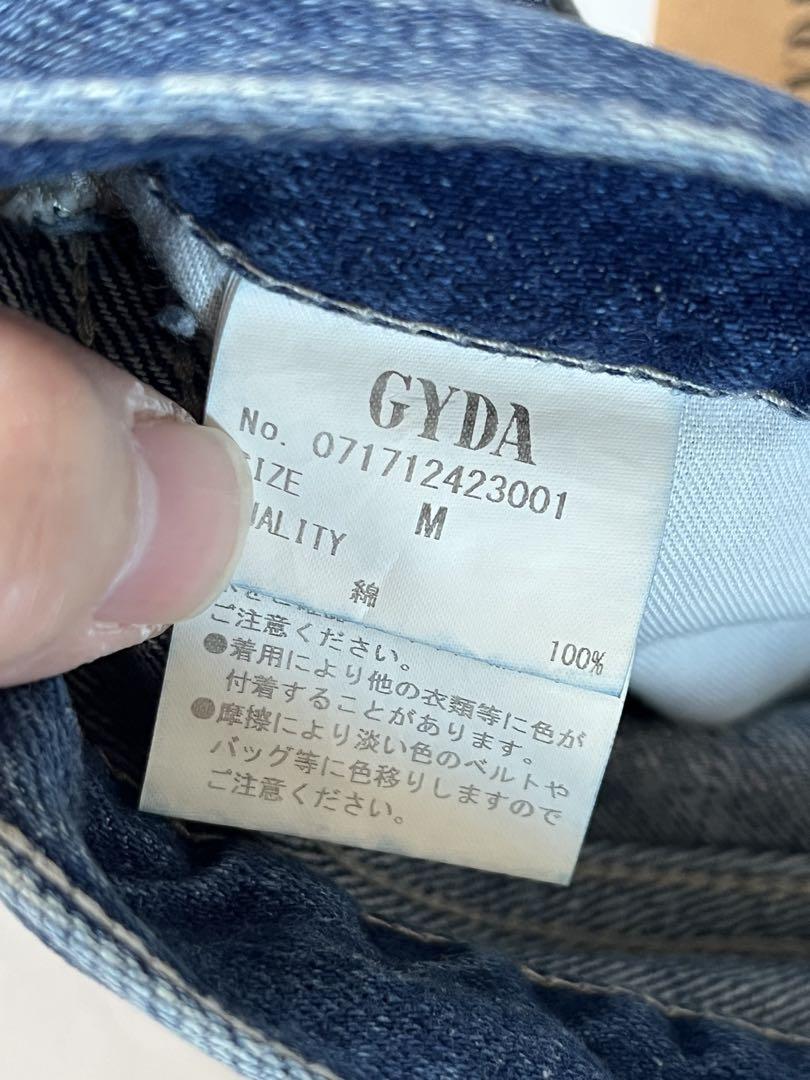 GYDA
No. 071712423001
SIZE M
QUALITY
綿 100%
ご注意ください。
●着用により他の衣類等に色が
付着することがあります。
●摩擦により淡い色のベルトや
バッグ等に色移りしますので
ご注意ください。